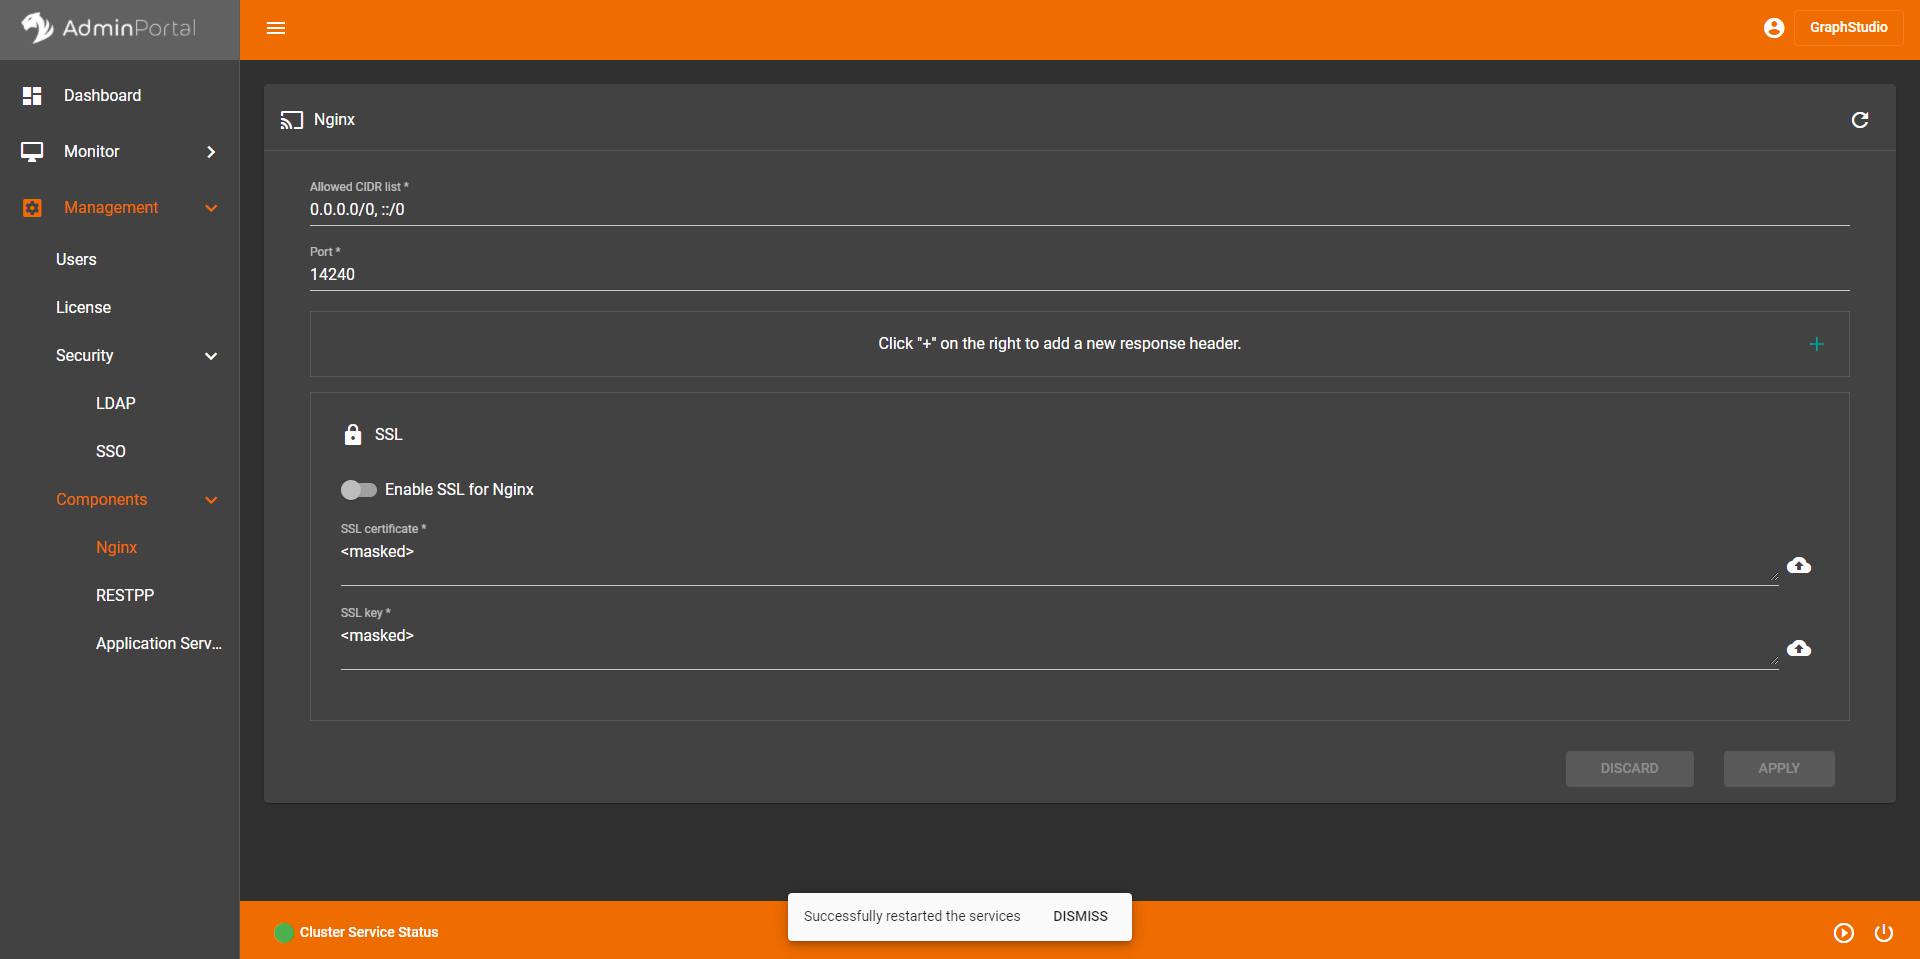 AdminPortal
GraphStudio
Dashboard
Monitor
Management
Users
License
Security
LDAP
SSO
Components
Nginx
RESTPP
Application Serv...
Nginx
Allowed CIDR list *
0.0.0.0/0, ::/0
Port *
14240
Click "+" on the right to add a new response header.
SSL
Enable SSL for Nginx
SSL certificate *
<masked>
SSL key *
<masked>
DISCARD
APPLY
Successfully restarted the services
DISMISS
Cluster Service Status